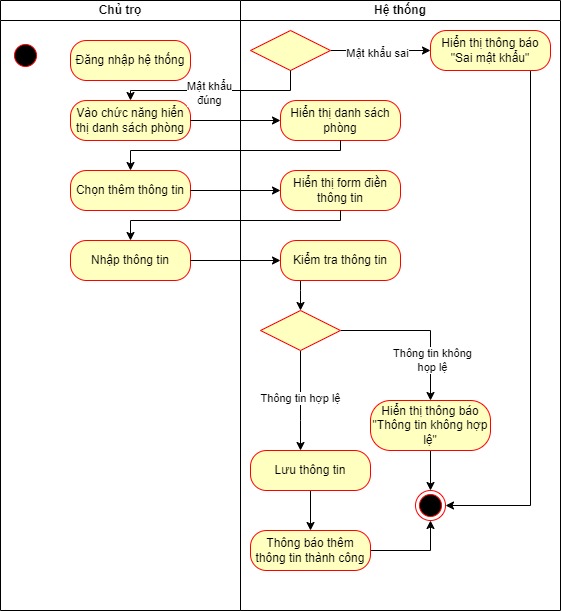 Chủ trọ
Hệ thống
Đăng nhập hệ thống
Mật khẩu sai
Hiển thị thông báo
"Sai mật khẩu"
Mật khẩu
đúng
Vào chức năng hiển
thị danh sách phòng
Hiển thị danh sách
phòng
Chọn thêm thông tin
Hiển thị form điền
thông tin
Nhập thông tin
Kiểm tra thông tin
Thông tin không
họp lệ
Thông tin hợp lệ
Hiển thị thông báo
"Thông tin không hợp
lệ"
Lưu thông tin
Thông báo thêm
thông tin thành công